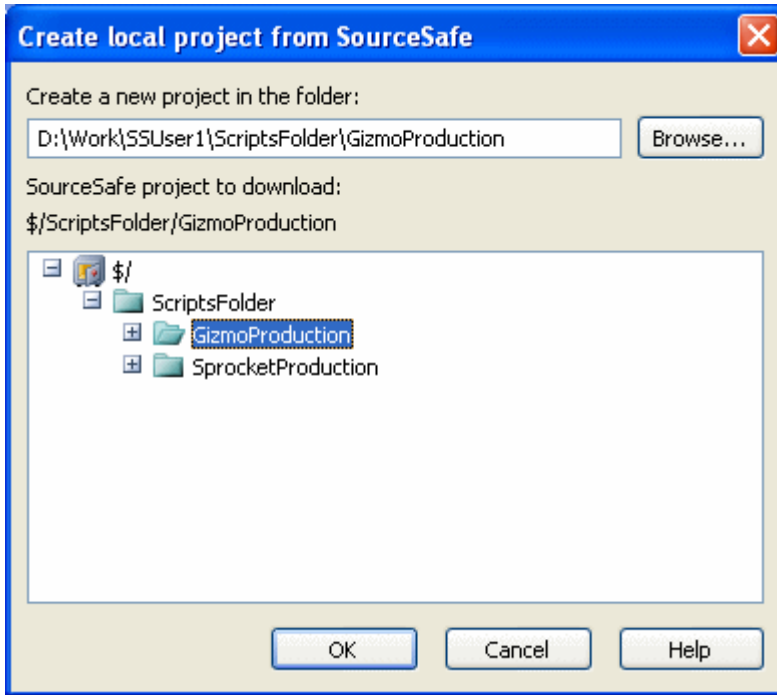 Create local project from SourceSafe
Create a new project in the folder:
D:\Work\SSUser1\ScriptsFolder\GizmoProduction
Browse...
SourceSafe project to download:
$/ScriptsFolder/GizmoProduction
$/
ScriptsFolder
GizmoProduction
SprocketProduction
OK
Cancel
Help